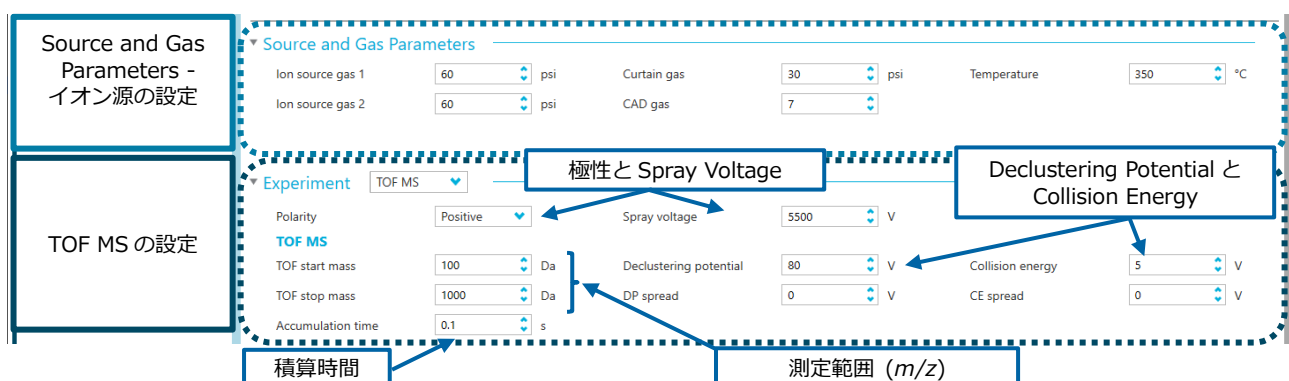 Source and Gas
Parameters -
イオン源の設定
Source and Gas Parameters
Ion source gas 1 60 psi Curtain gas 30 psi Temperature 350 °C
Ion source gas 2 60 psi CAD gas 7
TOF MS の設定
極性と Spray Voltage
Declustering Potential と
Collision Energy
Experiment TOF MS
Polarity Positive Spray voltage 5500 V
TOF MS
TOF start mass 100 Da Declustering potential 80 V Collision energy 5 V
TOF stop mass 1000 Da DP spread 0 V CE spread 0 V
Accumulation time 0.1 s
積算時間
測定範囲 (m/z)